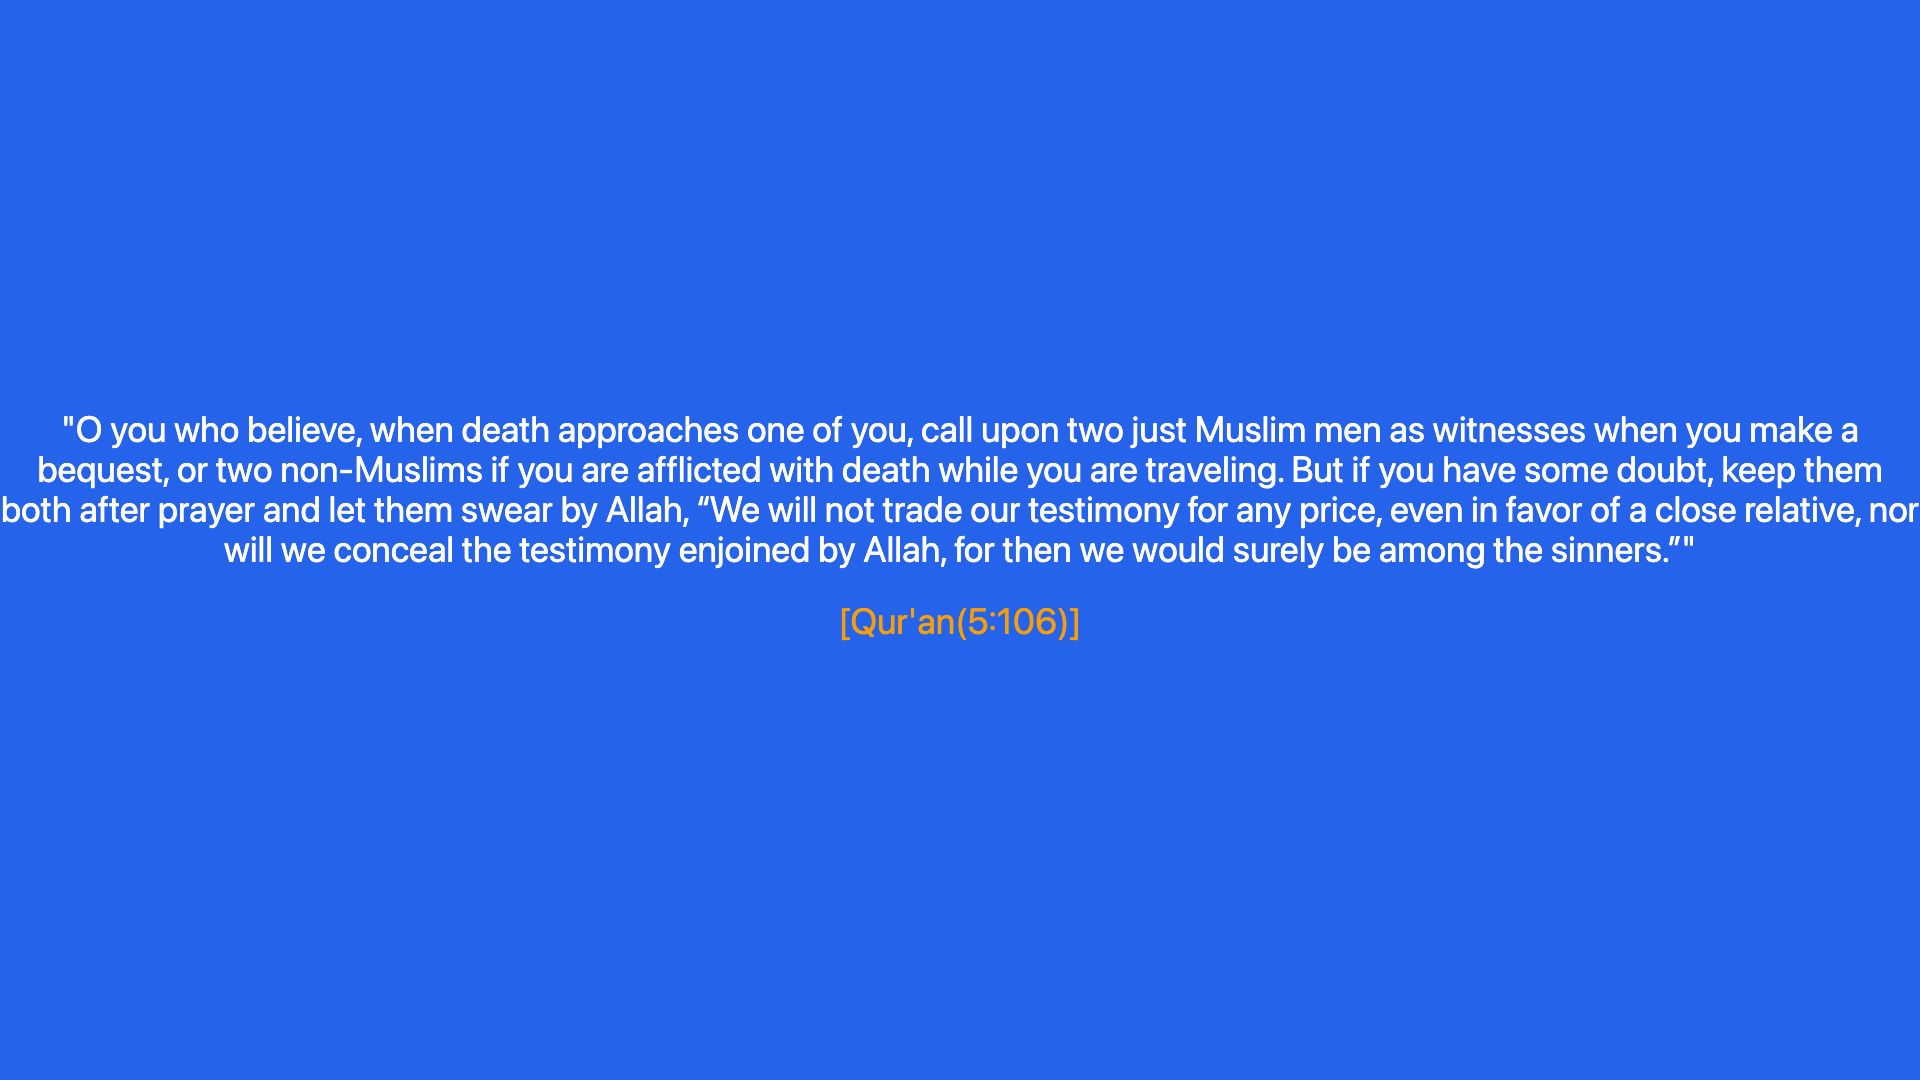 "O you who believe, when death approaches one of you, call upon two just Muslim men as witnesses when you make a
bequest, or two non-Muslims if you are afflicted with death while you are traveling. But if you have some doubt, keep them
both after prayer and let them swear by Allah, “We will not trade our testimony for any price, even in favor of a close relative, nor
will we conceal the testimony enjoined by Allah, for then we would surely be among the sinners.”"
[Qur'an(5:106)]